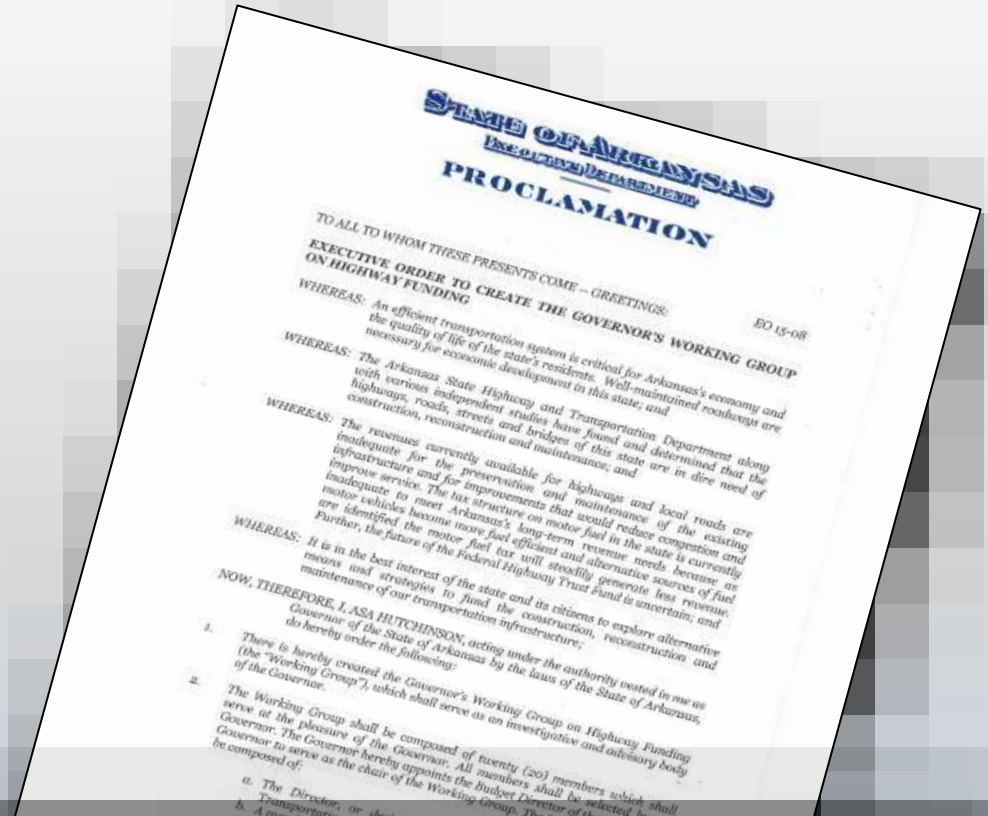 STATE OF ARKANSAS
EXECUTIVE DEPARTMENT
PROCLAMATION
TO ALL TO WHOM THESE PRESENTS COME – GREETINGS:
EO 15-08
EXECUTIVE ORDER TO CREATE THE GOVERNOR'S WORKING GROUP
ON HIGHWAY FUNDING
WHEREAS: An efficient transportation system is critical for Arkansas's economy and
the quality of life of the state's residents. Well-maintained roadways are
necessary for economic development in this state; and
WHEREAS: The Arkansas State Highway and Transportation Department along
with various independent studies have found and determined that the
highways, roads, streets and bridges of this state are in dire need of
construction, reconstruction and maintenance; and
WHEREAS: The revenues currently available for highways and local roads are
inadequate for the preservation and maintenance of the existing
infrastructure and for improvements that would reduce congestion and
improve service. The tax structure on motor fuel in the state is currently
inadequate to meet Arkansas's long-term revenue needs because as
motor vehicles become more fuel efficient and alternative sources of fuel
are identified the motor fuel tax will steadily generate less revenue.
Further, the future of the Federal Highway Trust Fund is uncertain; and
WHEREAS: It is in the best interest of the state and its citizens to explore alternative
means and strategies to fund the construction, reconstruction and
maintenance of our transportation infrastructure;
NOW, THEREFORE, I, ASA HUTCHINSON, acting under the authority vested in me as
Governor of the State of Arkansas by the laws of the State of Arkansas,
do hereby order the following:
1. There is hereby created the Governor's Working Group on Highway Funding
(the "Working Group"), which shall serve as an investigative and advisory body
of the Governor.
2. The Working Group shall be composed of twenty (20) members which shall
serve at the pleasure of the Governor. All members shall be selected by
Governor. The Governor hereby appoints the Budget Director of the
Governor to serve as the chair of the Working Group. The
be composed of:
a. The Director, or
b. A